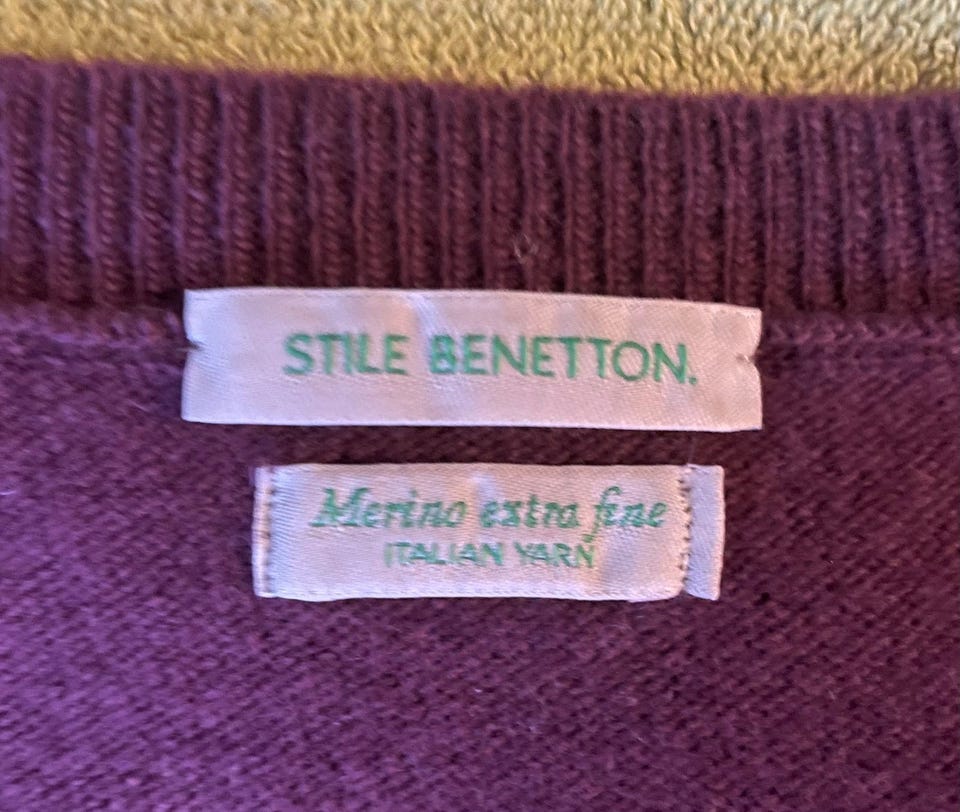 STILE BENETTON.
Merino extra fine
ITALIAN YARN